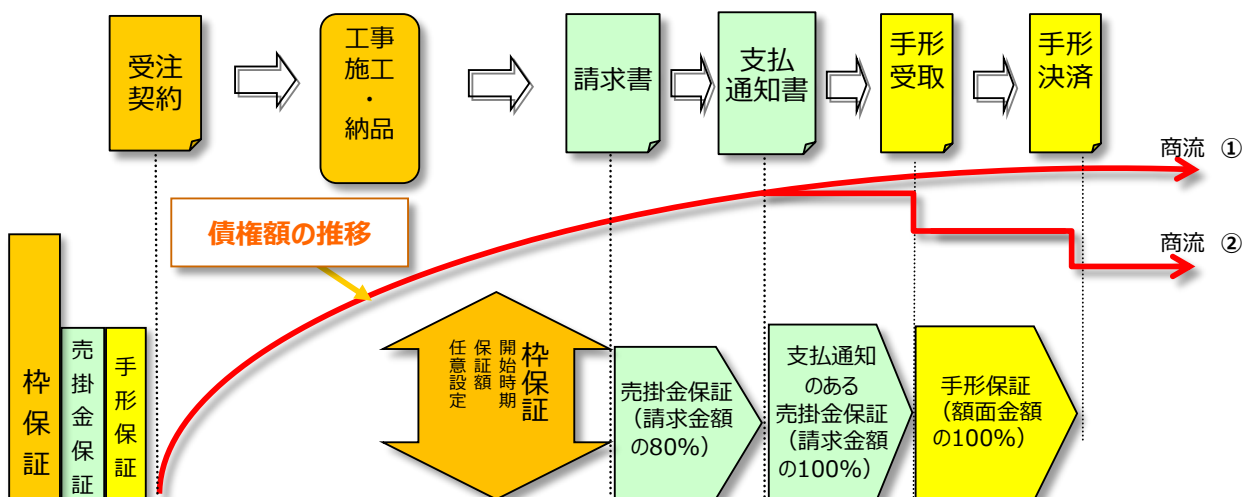 受注
契約
工事
施工
・
納品
請求書
支払
通知書
手形
受取
手形
決済
商流 ①
債権額の推移
商流 ②
枠保証
売掛金保証
手形保証
枠保証
開始時期
保証額
任意設定
売掛金保証
（請求金額
の80%）
支払通知
のある
売掛金保証
（請求金額
の100%）
手形保証
（額面金額
の100%）